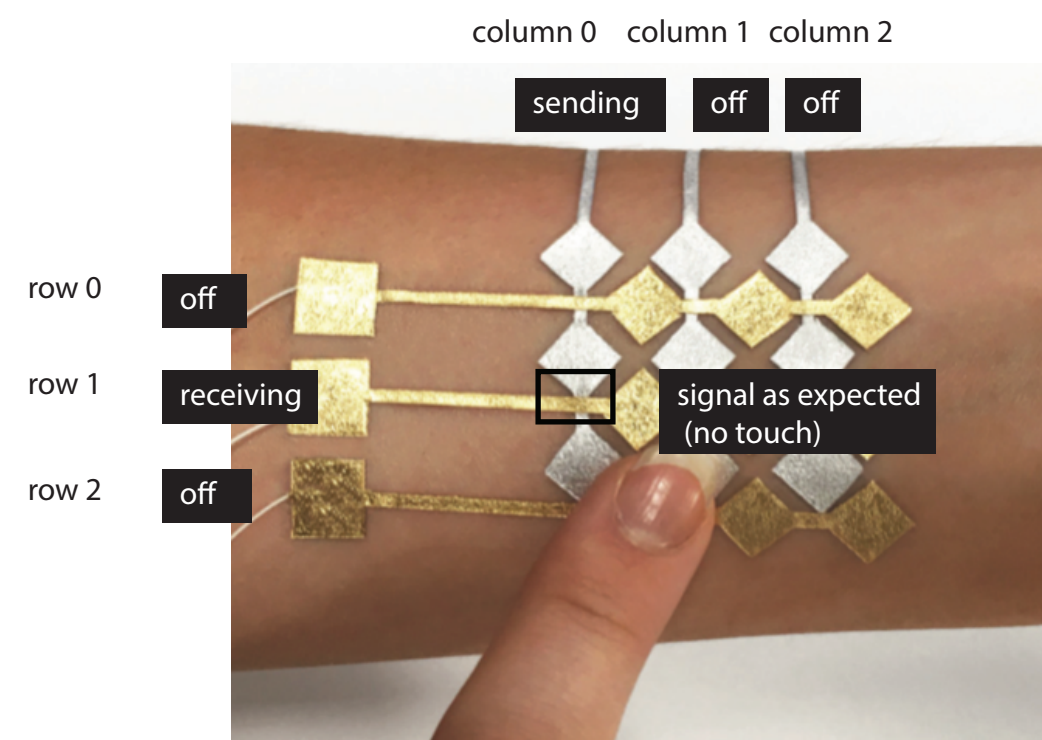 column 0 column 1 column 2
sending off off
row 0 off
row 1 receiving signal as expected
(no touch)
row 2 off